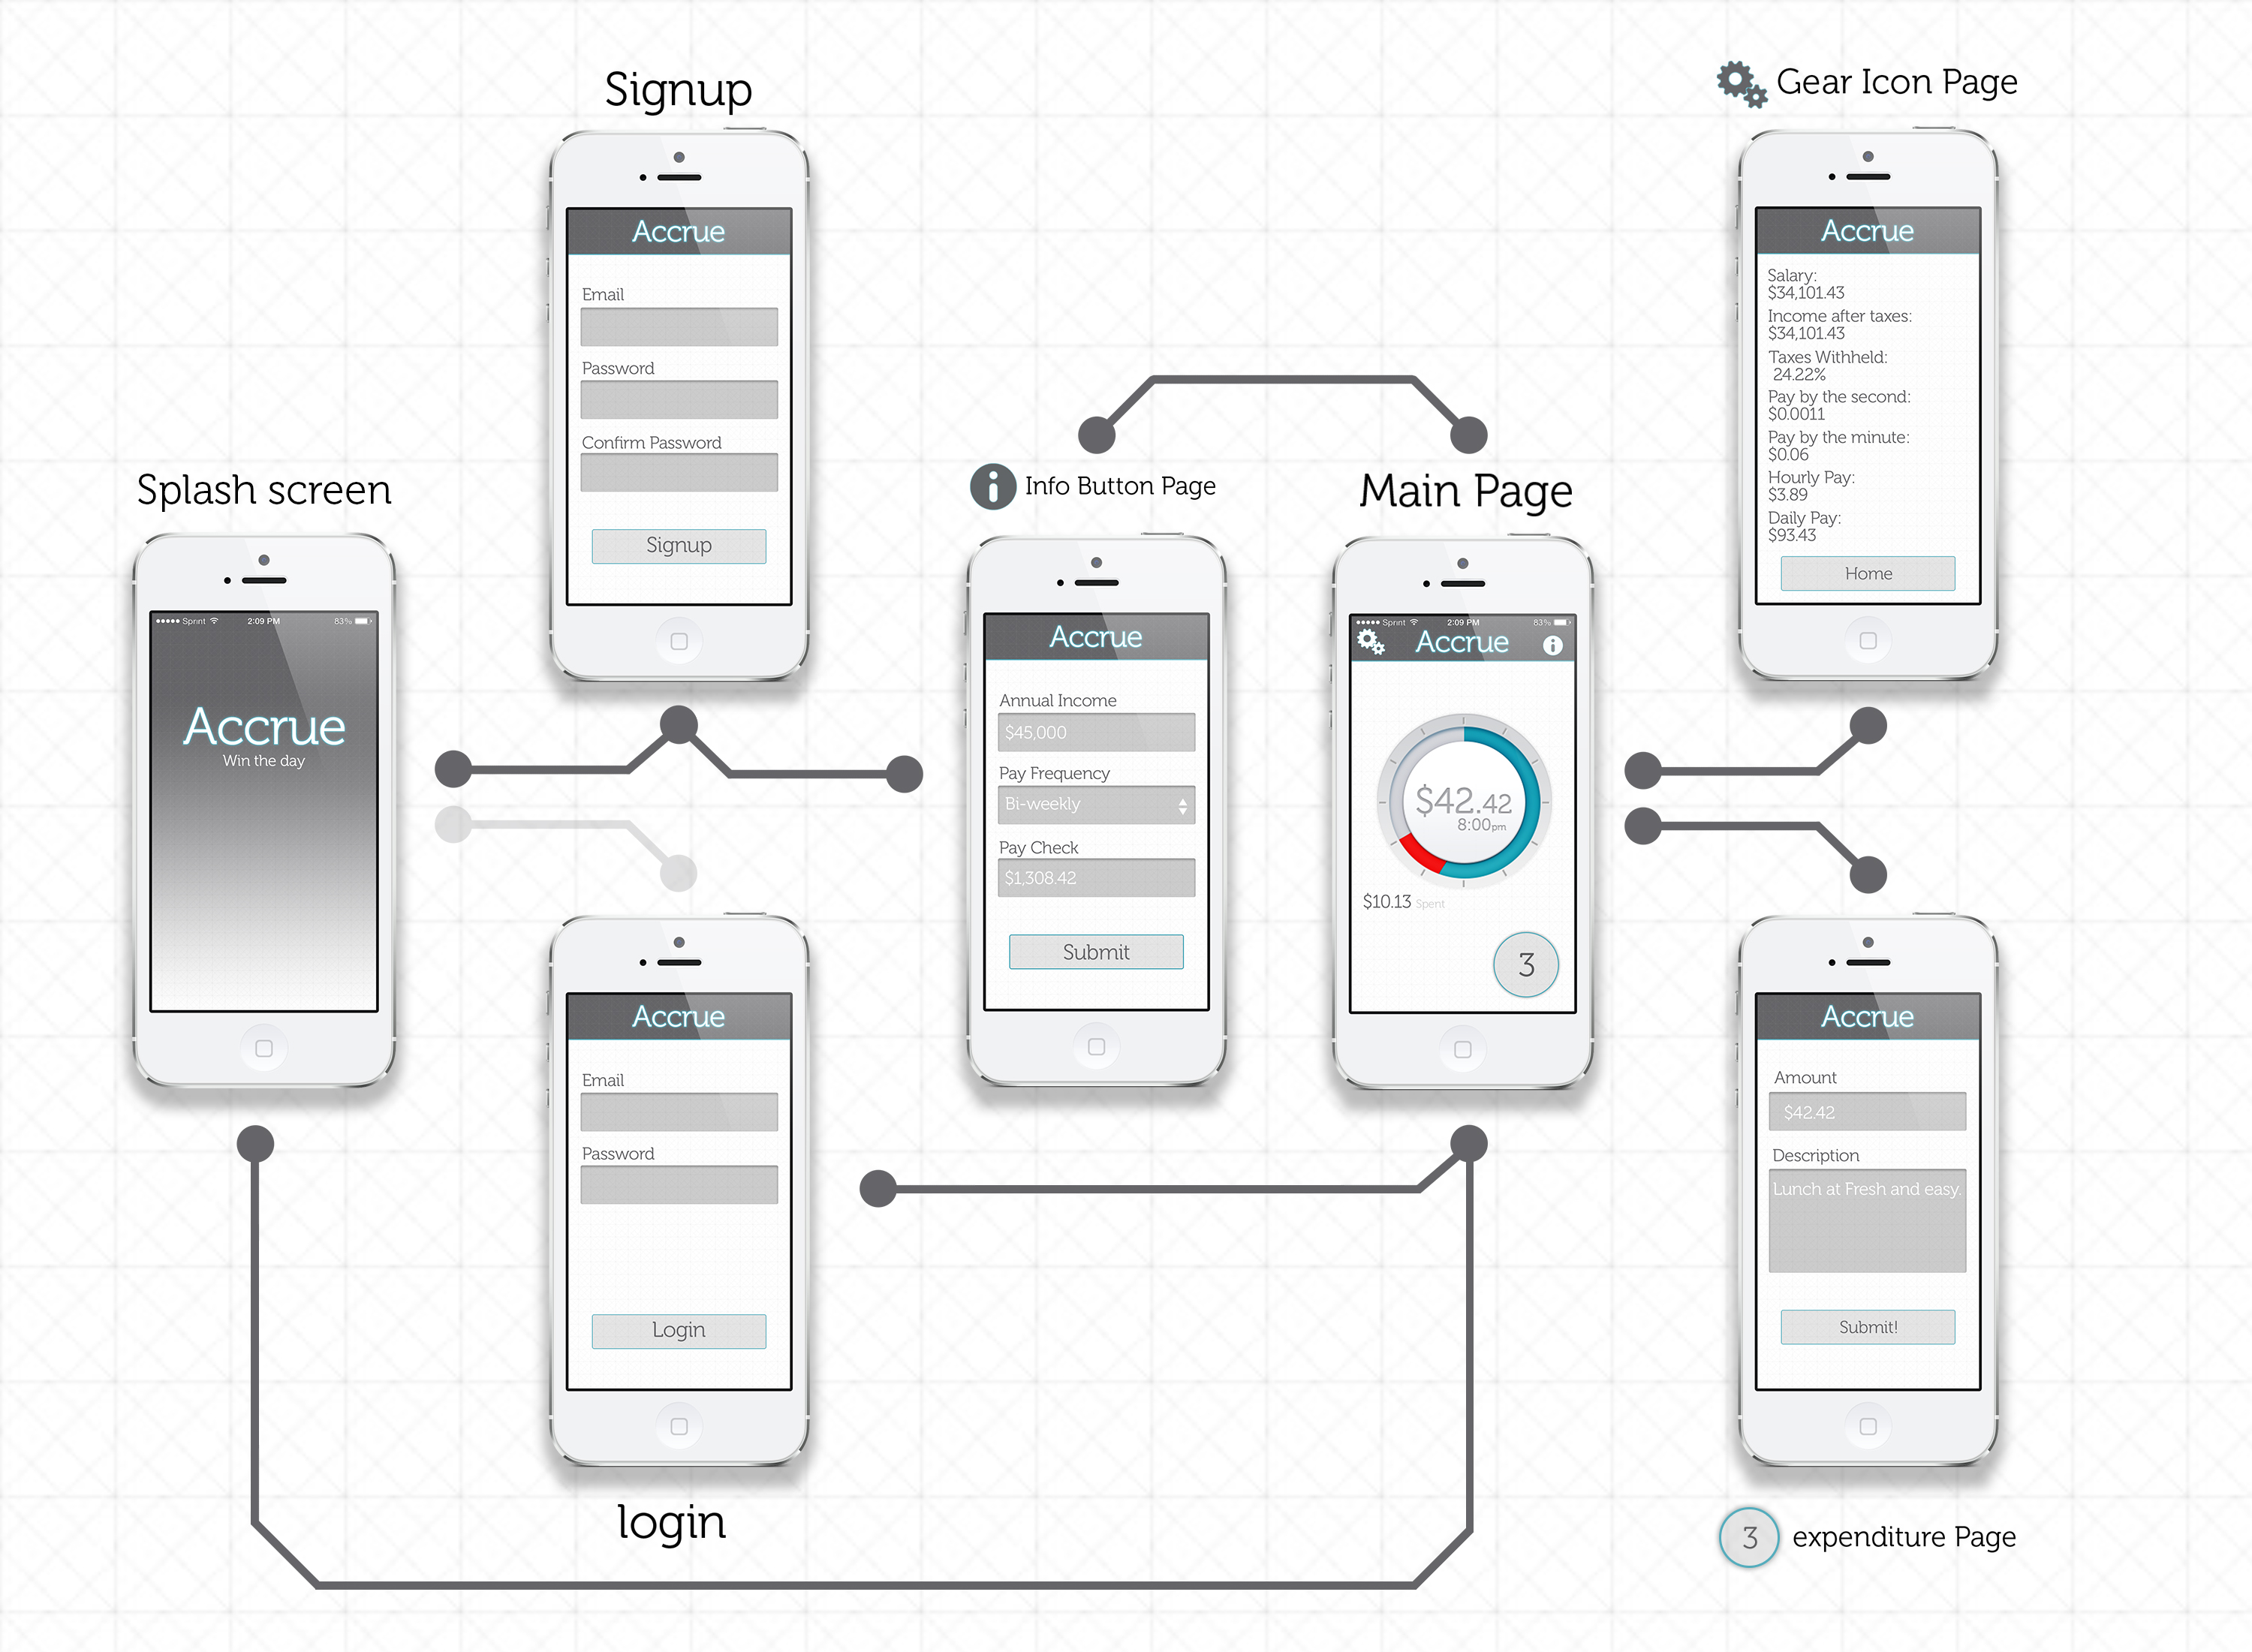 Signup
Accrue
Email
Password
Confirm Password
Signup
Gear Icon Page
Accrue
Salary:
$34,101.43
Income after taxes:
$34,101.43
Taxes Withheld:
24.22%
Pay by the second:
$0.0011
Pay by the minute:
$0.06
Hourly Pay:
$3.89
Daily Pay:
$93.43
Home
Splash screen
Sprint 2:09 PM 83%
Accrue
Win the day
Info Button Page
Accrue
Annual Income
$45,000
Pay Frequency
Bi-weekly
Pay Check
$1,308.42
Submit
Main Page
Sprint 2:09 PM 83%
Accrue
$42.42
8:00pm
$10.13 Spent
3
Accrue
Email
Password
Login
login
Accrue
Amount
$42.42
Description
Lunch at Fresh and easy.
Submit!
3 expenditure Page